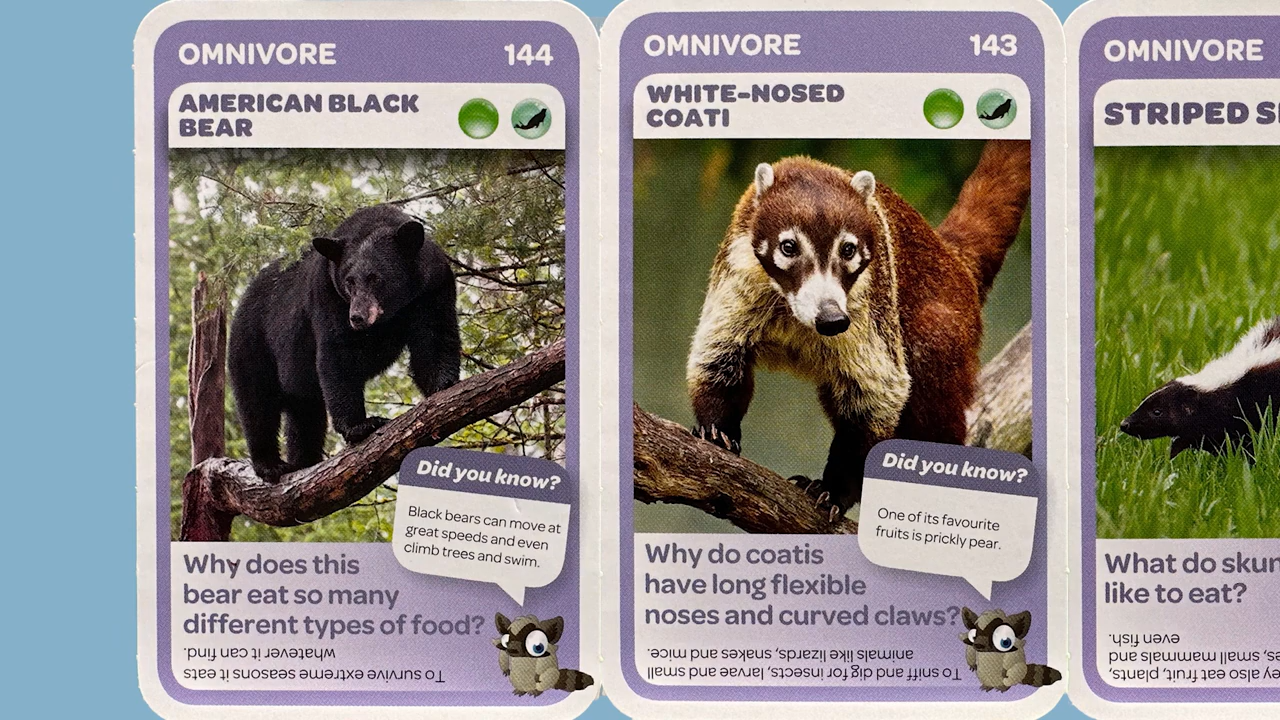 OMNIVORE 144
AMERICAN BLACK
BEAR
Did you know?
Black bears can move at
great speeds and even
climb trees and swim.
Why does this
bear eat so many
different types of food?
To survive extreme seasons it eats
whatever it can find.
OMNIVORE 143
WHITE-NOSED
COATI
Did you know?
One of its favourite
fruits is prickly pear.
Why do coatis
have long flexible
noses and curved claws?
To sniff and dig for insects, larvae and small
animals like lizards, snakes and mice.
OMNIVORE
STRIPED
What do
like to eat?
also eat fruit, plants,
small mammals and
even fish.